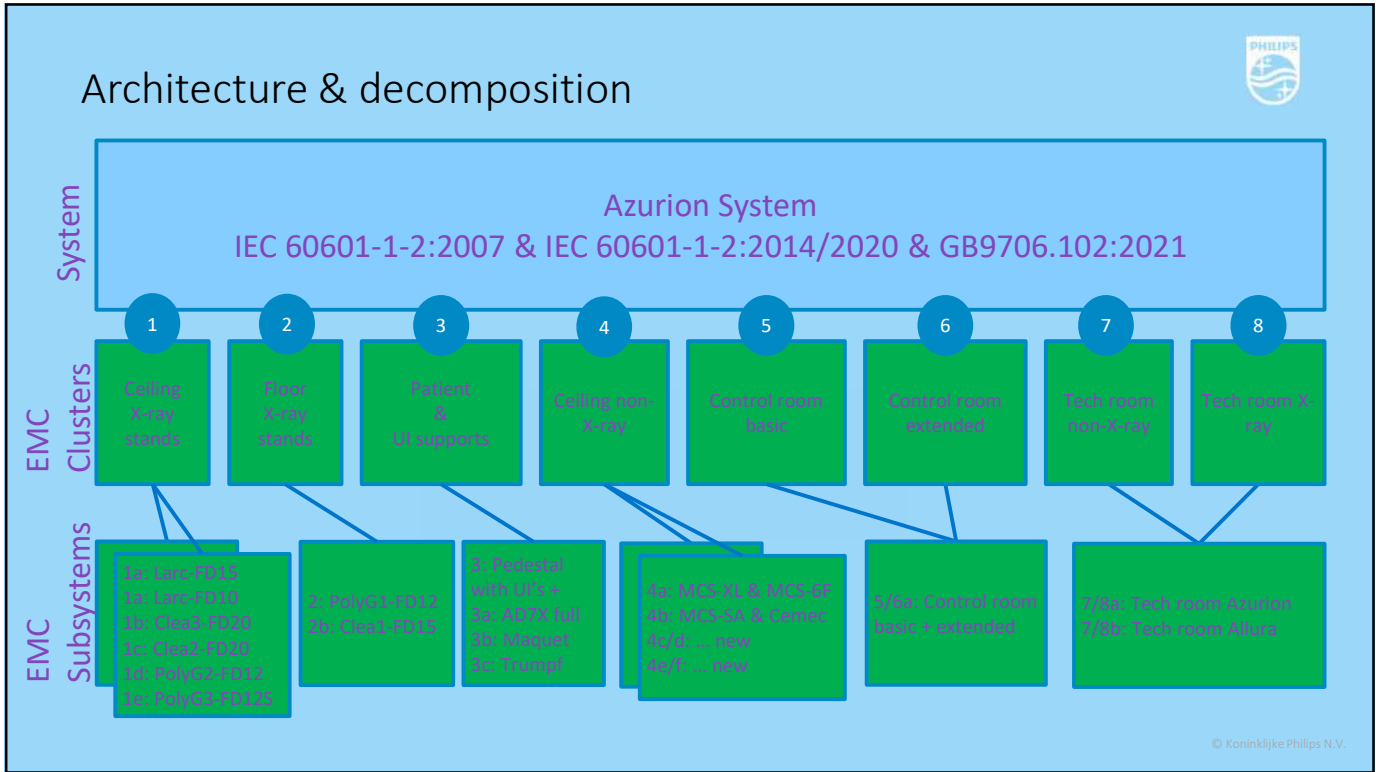 PHILIPS
Architecture & decomposition
System
Azurion System
IEC 60601-1-2:2007 & IEC 60601-1-2:2014/2020 & GB9706.102:2021
EMC
Clusters
1
2
3
4
5
6
7
8
Ceiling
X-ray
stands
Floor
X-ray
stands
Patient
&
UI supports
Ceiling non-
X-ray
Control room
basic
Control room
extended
Tech room
non-X-ray
Tech room X-
ray
EMC
Subsystems
1a: Larc-FD15
1a: Larc-FD10
1b: Clea3-FD20
1c: Clea2-FD20
1d: PolyG2-FD12
1e: PolyG3-FD12S
2: PolyG1-FD12
2b: Clea1-FD15
3: Pedestal
with UI's +
3a: AD7X full
3b: Maquet
3c: Trumpf
4a: MCS-XL & MCS-6F
4b: MCS-5A & Cemec
4c/d: ... new
4e/f: ... new
5/6a: Control room
basic + extended
7/8a: Tech room Azurion
7/8b: Tech room Allura
© Koninklijke Philips N.V.